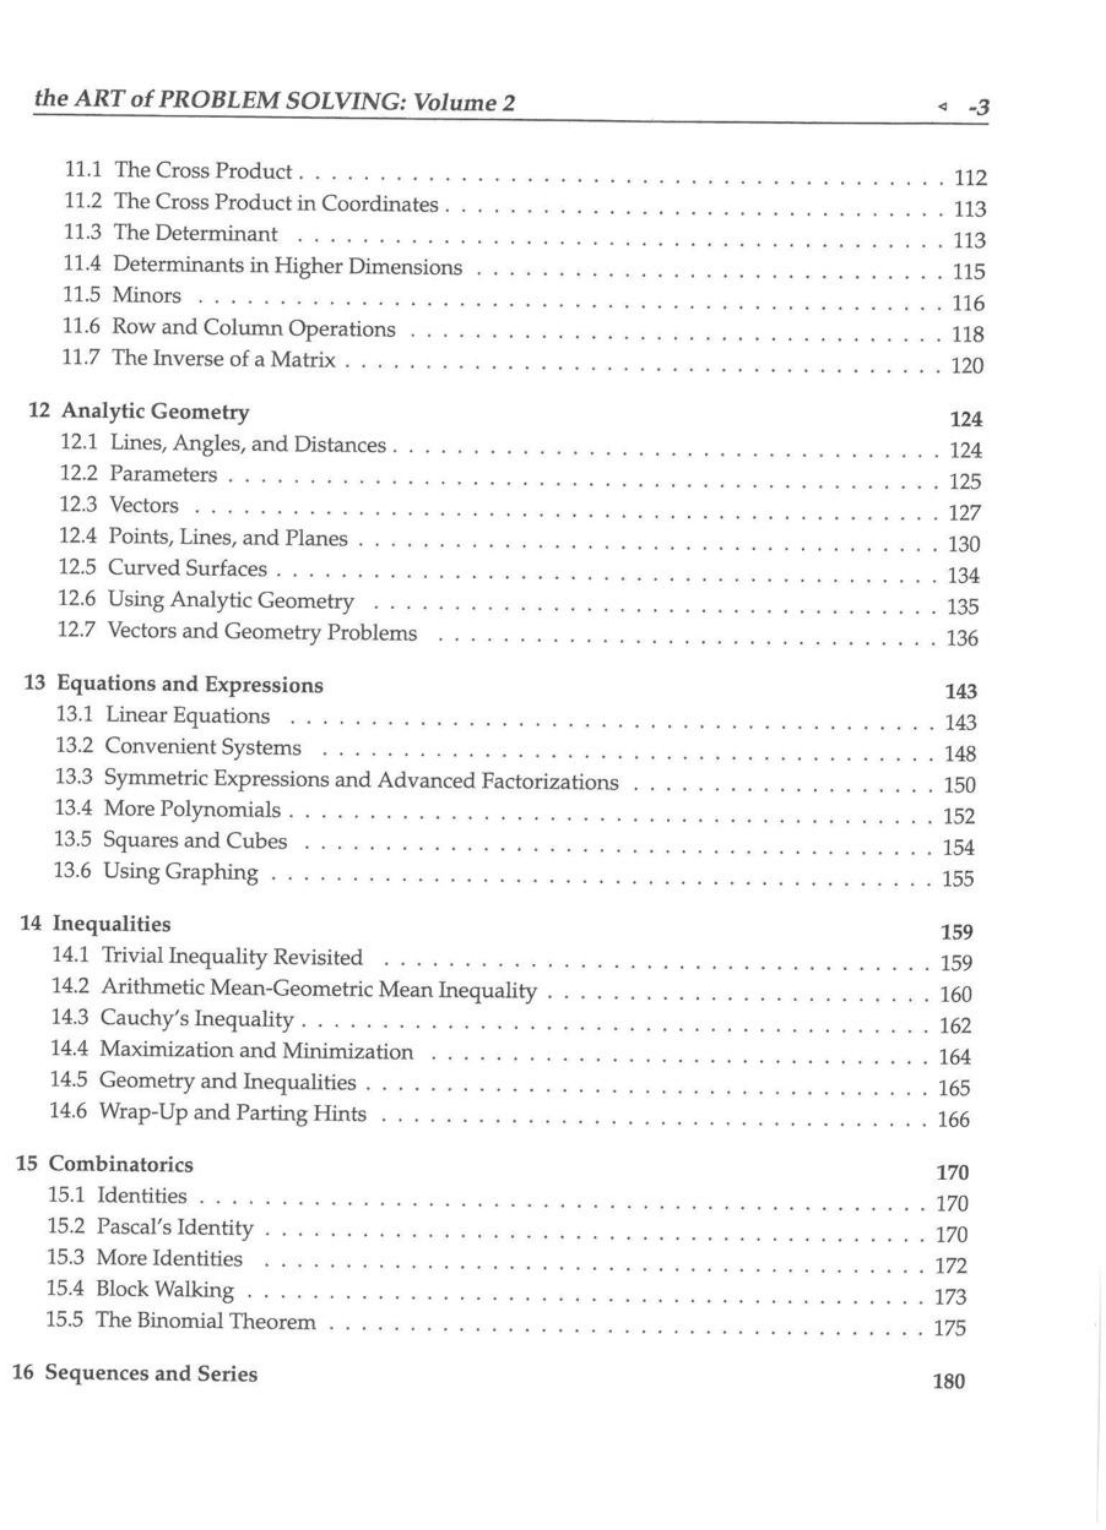 the ART of PROBLEM SOLVING: Volume 2 ◁ -3
11.1 The Cross Product . . . . . . . . . . . . . . . . . . . . 112
11.2 The Cross Product in Coordinates . . . . . . . . . . . . . . . . . . . . 113
11.3 The Determinant . . . . . . . . . . . . . . . . . . . . 113
11.4 Determinants in Higher Dimensions . . . . . . . . . . . . . . . . . . . . 115
11.5 Minors . . . . . . . . . . . . . . . . . . . . 116
11.6 Row and Column Operations . . . . . . . . . . . . . . . . . . . . 118
11.7 The Inverse of a Matrix . . . . . . . . . . . . . . . . . . . . 120
12 Analytic Geometry 124
12.1 Lines, Angles, and Distances . . . . . . . . . . . . . . . . . . . . 124
12.2 Parameters . . . . . . . . . . . . . . . . . . . . 125
12.3 Vectors . . . . . . . . . . . . . . . . . . . . 127
12.4 Points, Lines, and Planes . . . . . . . . . . . . . . . . . . . . 130
12.5 Curved Surfaces . . . . . . . . . . . . . . . . . . . . 134
12.6 Using Analytic Geometry . . . . . . . . . . . . . . . . . . . . 135
12.7 Vectors and Geometry Problems . . . . . . . . . . . . . . . . . . . . 136
13 Equations and Expressions 143
13.1 Linear Equations . . . . . . . . . . . . . . . . . . . . 143
13.2 Convenient Systems . . . . . . . . . . . . . . . . . . . . 148
13.3 Symmetric Expressions and Advanced Factorizations . . . . . . . . . . . . . . . . . . . 150
13.4 More Polynomials . . . . . . . . . . . . . . . . . . . . 152
13.5 Squares and Cubes . . . . . . . . . . . . . . . . . . . . 154
13.6 Using Graphing . . . . . . . . . . . . . . . . . . . . 155
14 Inequalities 159
14.1 Trivial Inequality Revisited . . . . . . . . . . . . . . . . . . . . 159
14.2 Arithmetic Mean-Geometric Mean Inequality . . . . . . . . . . . . . . . . . . . . 160
14.3 Cauchy's Inequality . . . . . . . . . . . . . . . . . . . . 162
14.4 Maximization and Minimization . . . . . . . . . . . . . . . . . . . . 164
14.5 Geometry and Inequalities . . . . . . . . . . . . . . . . . . . . 165
14.6 Wrap-Up and Parting Hints . . . . . . . . . . . . . . . . . . . . 166
15 Combinatorics 170
15.1 Identities . . . . . . . . . . . . . . . . . . . . 170
15.2 Pascal's Identity . . . . . . . . . . . . . . . . . . . . 170
15.3 More Identities . . . . . . . . . . . . . . . . . . . . 172
15.4 Block Walking . . . . . . . . . . . . . . . . . . . . 173
15.5 The Binomial Theorem . . . . . . . . . . . . . . . . . . . . 175
16 Sequences and Series 180